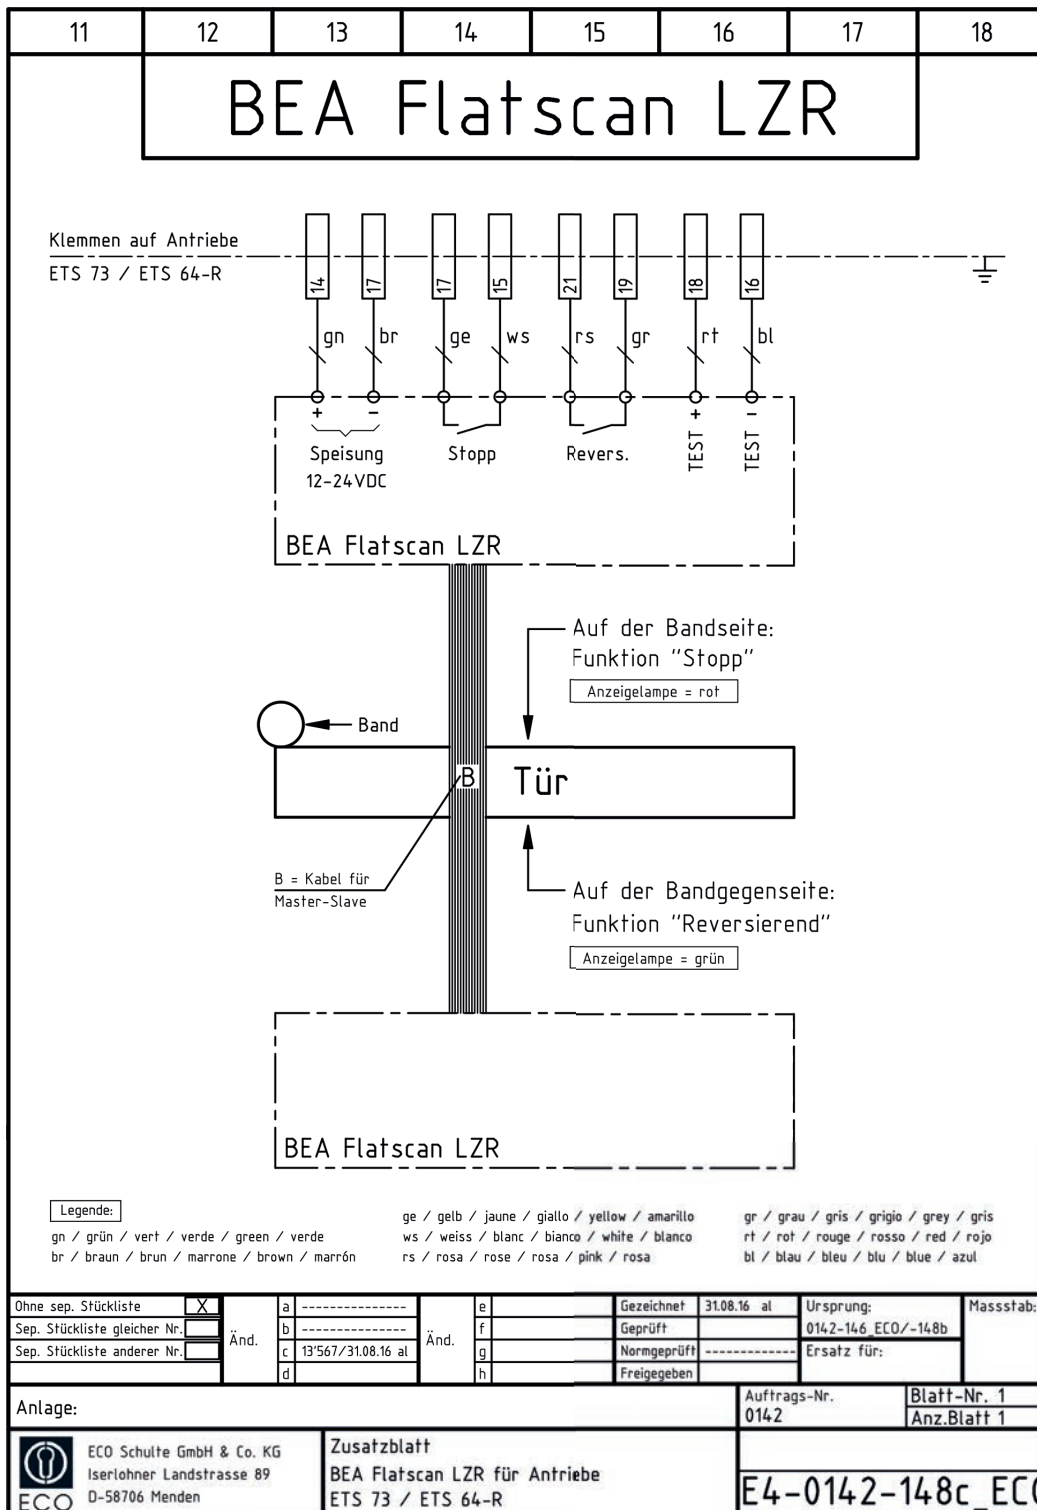 11 12 13 14 15 16 17 18
BEA Flatscan LZR
Klemmen auf Antriebe
ETS 73 / ETS 64-R
14 17 17 15 21 19 18 16
gn br ge ws rs gr rt bl
+ − + −
Speisung
12-24VDC
Stopp
Revers.
TEST
TEST
BEA Flatscan LZR
Auf der Bandseite:
Funktion "Stopp"
Anzeigelampe = rot
Band
B
Tür
B = Kabel für
Master-Slave
Auf der Bandgegenseite:
Funktion "Reversierend"
Anzeigelampe = grün
BEA Flatscan LZR
Legende:
gn / grün / vert / verde / green / verde
br / braun / brun / marrone / brown / marrón
ge / gelb / jaune / giallo / yellow / amarillo
ws / weiss / blanc / bianco / white / blanco
rs / rosa / rose / rosa / pink / rosa
gr / grau / gris / grigio / grey / gris
rt / rot / rouge / rosso / red / rojo
bl / blau / bleu / blu / blue / azul
Ohne sep. Stückliste X
Sep. Stückliste gleicher Nr.
Sep. Stückliste anderer Nr.
Änd.
a ---------------
b ---------------
c 13'567/31.08.16 al
d
Änd.
e
f
g
h
Gezeichnet 31.08.16 al
Geprüft
Normgeprüft -------------
Freigegeben
Ursprung:
0142-146_ECO/-148b
Ersatz für:
Massstab:
Anlage:
Auftrags-Nr.
0142
Blatt-Nr. 1
Anz.Blatt 1
ECO
ECO Schulte GmbH & Co. KG
Iserlohner Landstrasse 89
D-58706 Menden
Zusatzblatt
BEA Flatscan LZR für Antriebe
ETS 73 / ETS 64-R
E4-0142-148c_ECO